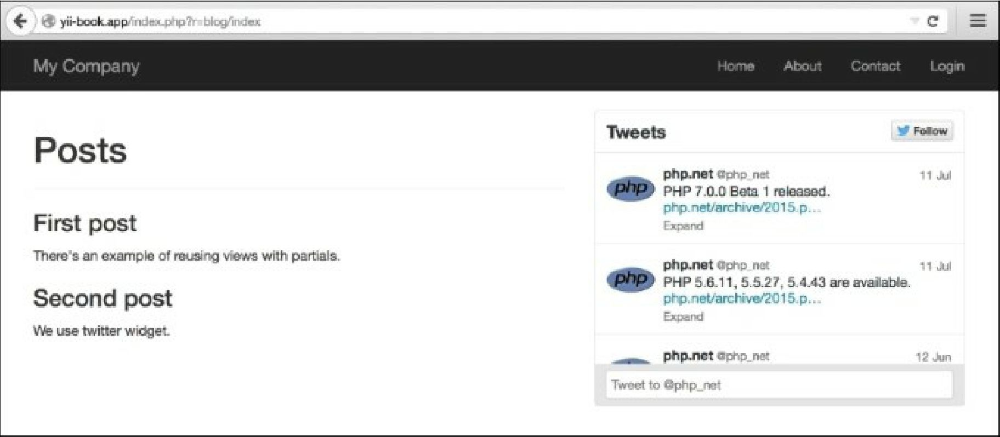 yii-book.app/index.php?r=blog/index
My Company
Home About Contact Login
Posts
First post
There's an example of reusing views with partials.
Second post
We use twitter widget.
Tweets
Follow
php
php.net @php_net 11 Jul
PHP 7.0.0 Beta 1 released.
php.net/archive/2015.p...
Expand
php
php.net @php_net 11 Jul
PHP 5.6.11, 5.5.27, 5.4.43 are available.
php.net/archive/2015.p...
Expand
php.net @php_net 12 Jun
Tweet to @php_net